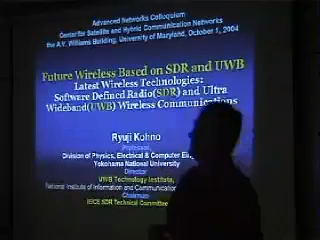 Advanced Networks Colloquium
Center for Satellite and Hybrid Communication Networks
the A.V. Williams Building, University of Maryland, October 1, 2004
Future Wireless Based on SDR and UWB
Latest Wireless Technologies:
Software Defined Radio(SDR) and Ultra
Wideband(UWB) Wireless Communications
Ryuji Kohno
Professor,
Division of Physics, Electrical & Computer
Yokohama National University
Director
UWB Technology Institute,
National Institute of Information and Communication
Chairman
IEICE SDR Technical Committee